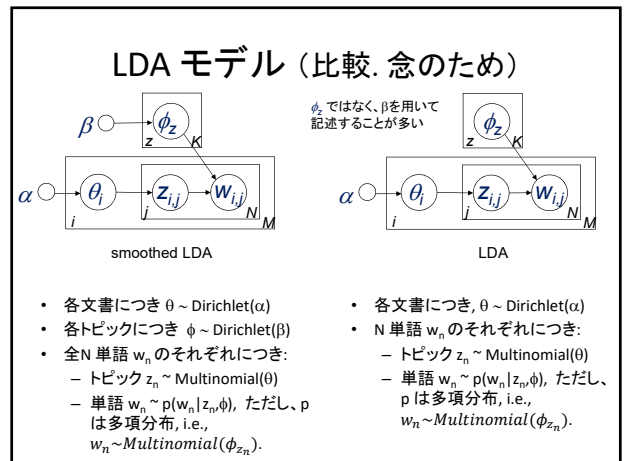 LDA モデル (比較. 念のため)
β
ϕz
z
K
α
θi
zi,j
wi,j
j
N
i
M
smoothed LDA
ϕz ではなく、βを用いて
記述することが多い
ϕz
z
K
α
θi
zi,j
wi,j
j
N
i
M
LDA
• 各文書につき θ ~ Dirichlet(α)
• 各トピックにつき ϕ ~ Dirichlet(β)
• 全N 単語 wn のそれぞれにつき:
– トピック zn ~ Multinomial(θ)
– 単語 wn ~ p(wn|zn,ϕ), ただし、p
は多項分布, i.e.,
wn~Multinomial(ϕzn).
• 各文書につき, θ ~ Dirichlet(α)
• N 単語 wn のそれぞれにつき:
– トピック zn ~ Multinomial(θ)
– 単語 wn ~ p(wn|zn,ϕ), ただし、
p は多項分布, i.e.,
wn~Multinomial(ϕzn).